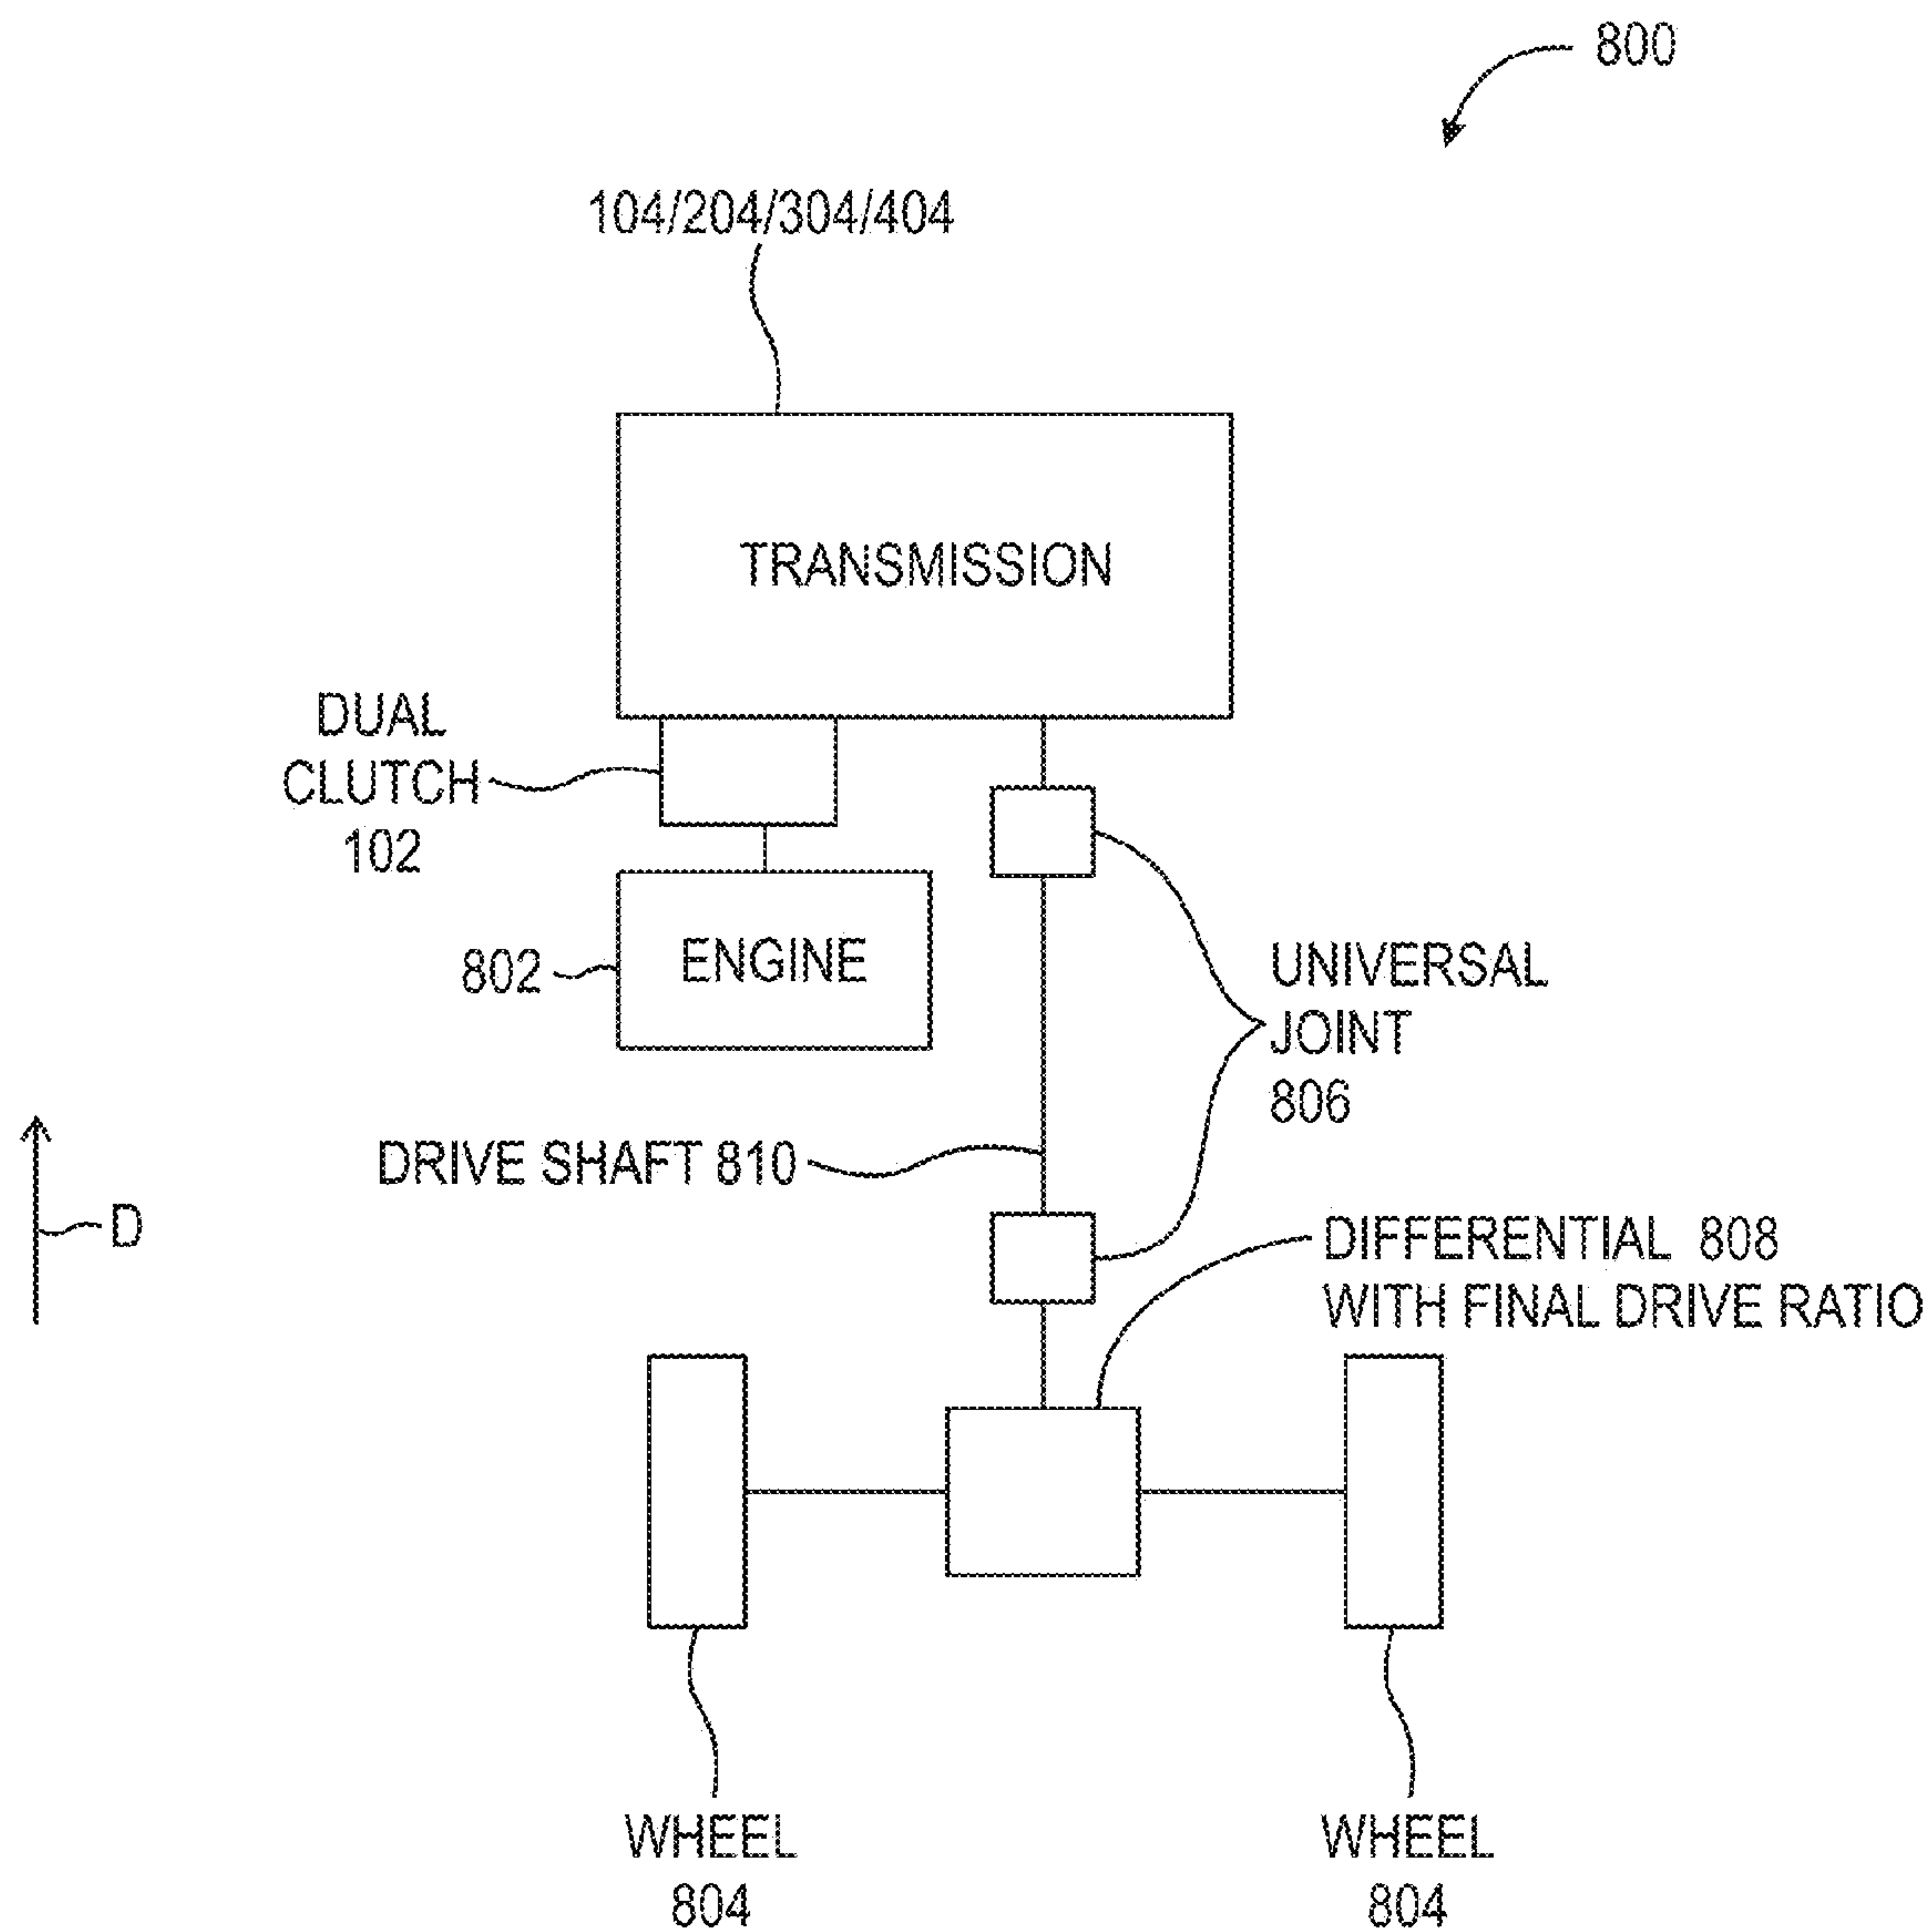 800
104/204/304/404
TRANSMISSION
DUAL
CLUTCH
102
802
ENGINE
UNIVERSAL
JOINT
806
DRIVE SHAFT 810
D
DIFFERENTIAL 808
WITH FINAL DRIVE RATIO
WHEEL
804
WHEEL
804